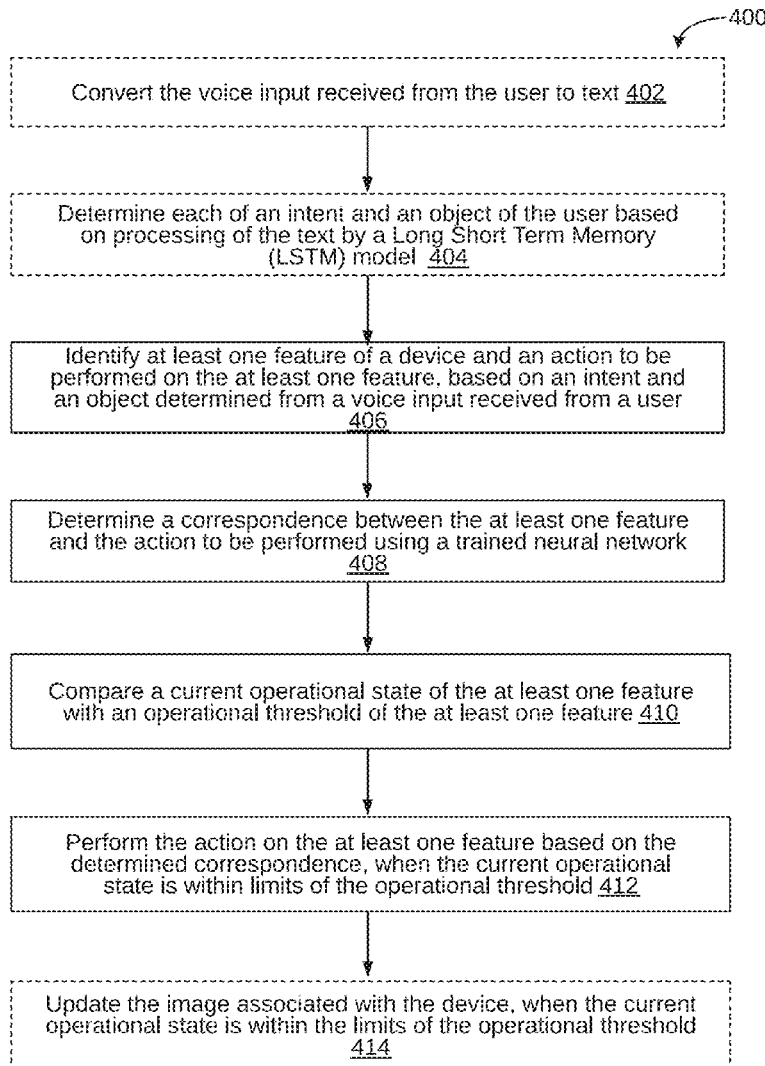 400
Convert the voice input received from the user to text 402
Determine each of an intent and an object of the user based
on processing of the text by a Long Short Term Memory
(LSTM) model 404
Identify at least one feature of a device and an action to be
performed on the at least one feature, based on an intent and
an object determined from a voice input received from a user
406
Determine a correspondence between the at least one feature
and the action to be performed using a trained neural network
408
Compare a current operational state of the at least one feature
with an operational threshold of the at least one feature 410
Perform the action on the at least one feature based on the
determined correspondence, when the current operational
state is within limits of the operational threshold 412
Update the image associated with the device, when the current
operational state is within the limits of the operational threshold
414